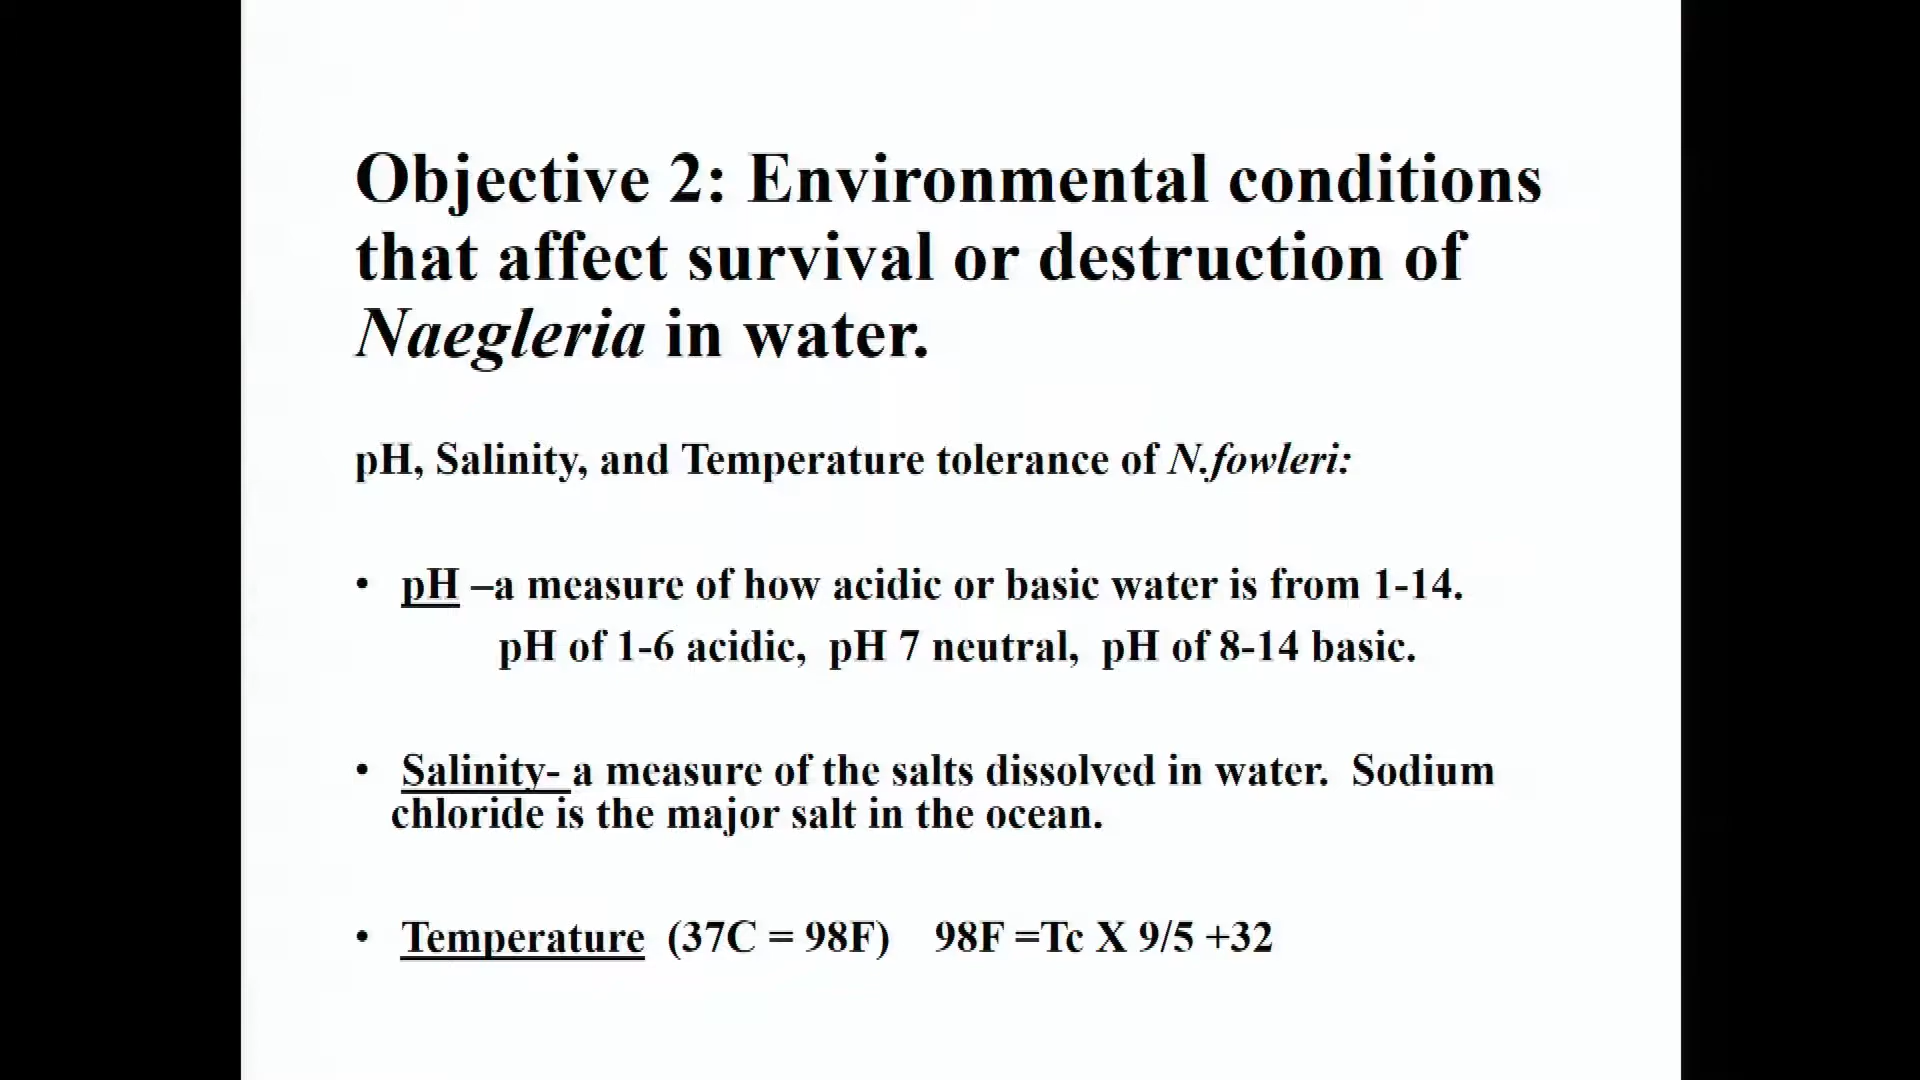 Objective 2: Environmental conditions
that affect survival or destruction of
Naegleria in water.
pH, Salinity, and Temperature tolerance of N.fowleri:
• pH –a measure of how acidic or basic water is from 1-14.
pH of 1-6 acidic, pH 7 neutral, pH of 8-14 basic.
• Salinity- a measure of the salts dissolved in water. Sodium
chloride is the major salt in the ocean.
• Temperature (37C = 98F) 98F =Tc X 9/5 +32